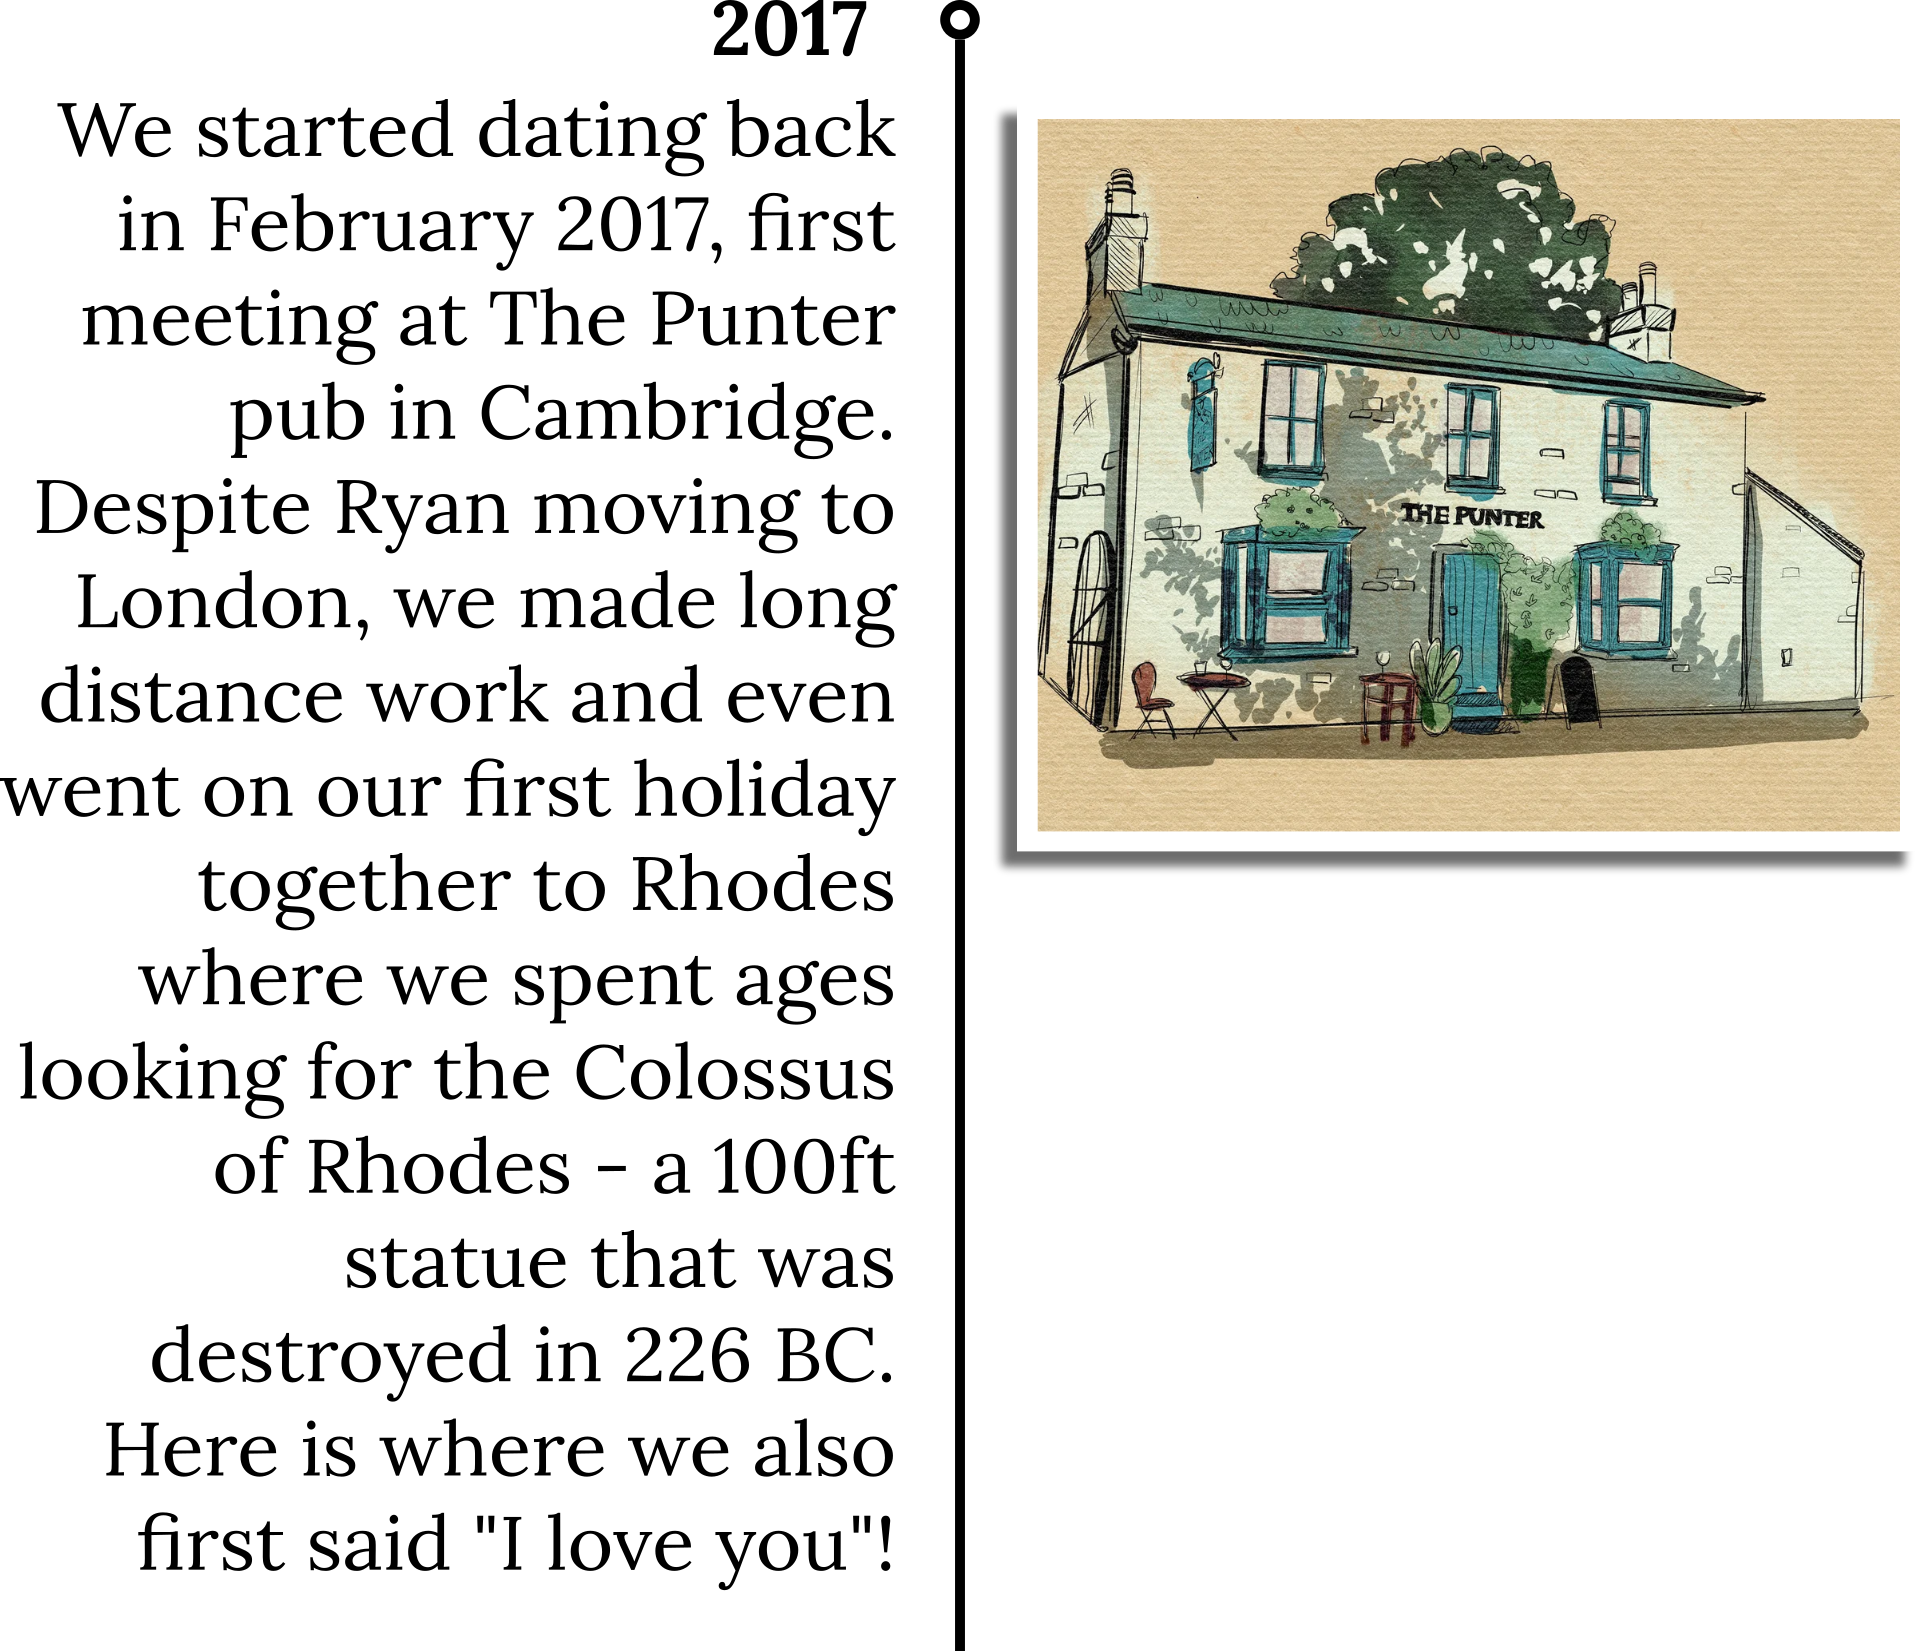 2017
We started dating back
in February 2017, first
meeting at The Punter
pub in Cambridge.
Despite Ryan moving to
London, we made long
distance work and even
went on our first holiday
together to Rhodes
where we spent ages
looking for the Colossus
of Rhodes - a 100ft
statue that was
destroyed in 226 BC.
Here is where we also
first said "I love you"!
THE PUNTER